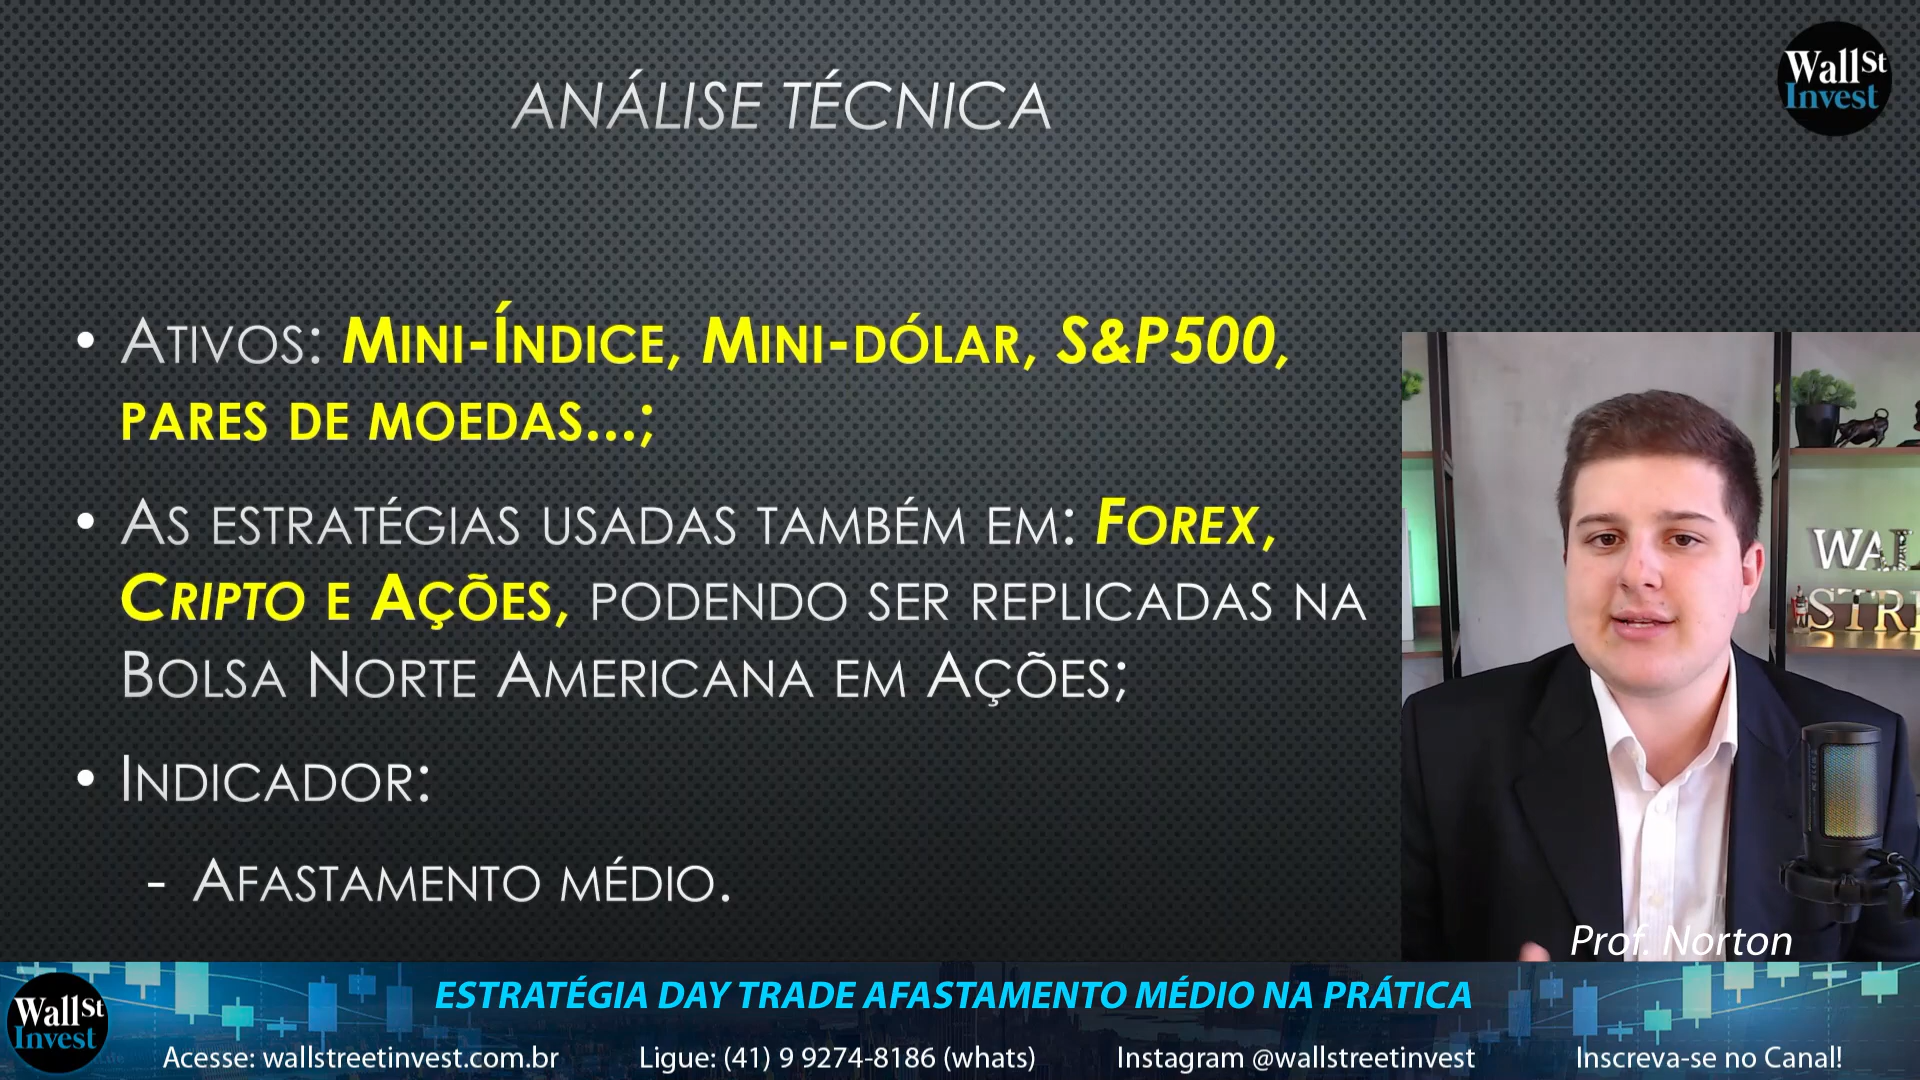 ANÁLISE TÉCNICA
Wall St
Invest
• ATIVOS: MINI-ÍNDICE, MINI-DÓLAR, S&P500,
PARES DE MOEDAS...;
• AS ESTRATÉGIAS USADAS TAMBÉM EM: FOREX,
CRIPTO E AÇÕES, PODENDO SER REPLICADAS NA
BOLSA NORTE AMERICANA EM AÇÕES;
• INDICADOR:
- AFASTAMENTO MÉDIO.
WAL
STRE
Prof. Norton
ESTRATÉGIA DAY TRADE AFASTAMENTO MÉDIO NA PRÁTICA
Wall St
Invest
Acesse: wallstreetinvest.com.br Ligue: (41) 9 9274-8186 (whats) Instagram @wallstreetinvest Inscreva-se no Canal!